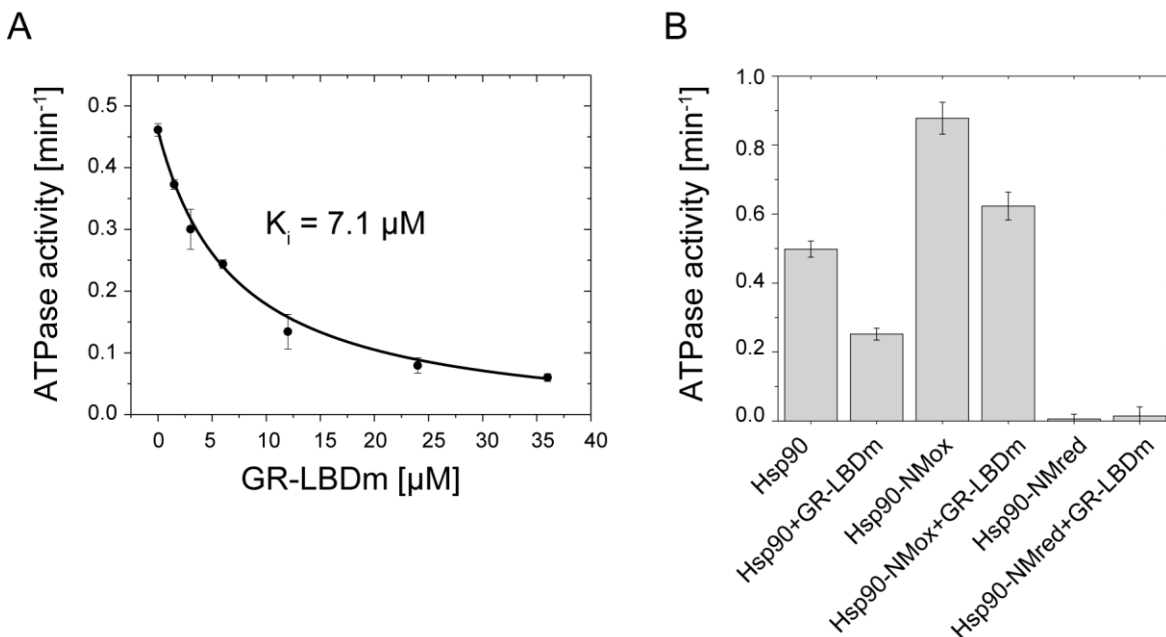 A
ATPase activity [min-1]
0.5
0.4
0.3
0.2
0.1
0.0
Ki = 7.1 µM
0 5 10 15 20 25 30 35 40
GR-LBDm [µM]
B
ATPase activity [min-1]
1.0
0.8
0.6
0.4
0.2
0.0
Hsp90
Hsp90+GR-LBDm
Hsp90-NMox
Hsp90-NMox+GR-LBDm
Hsp90-NMred
Hsp90-NMred+GR-LBDm